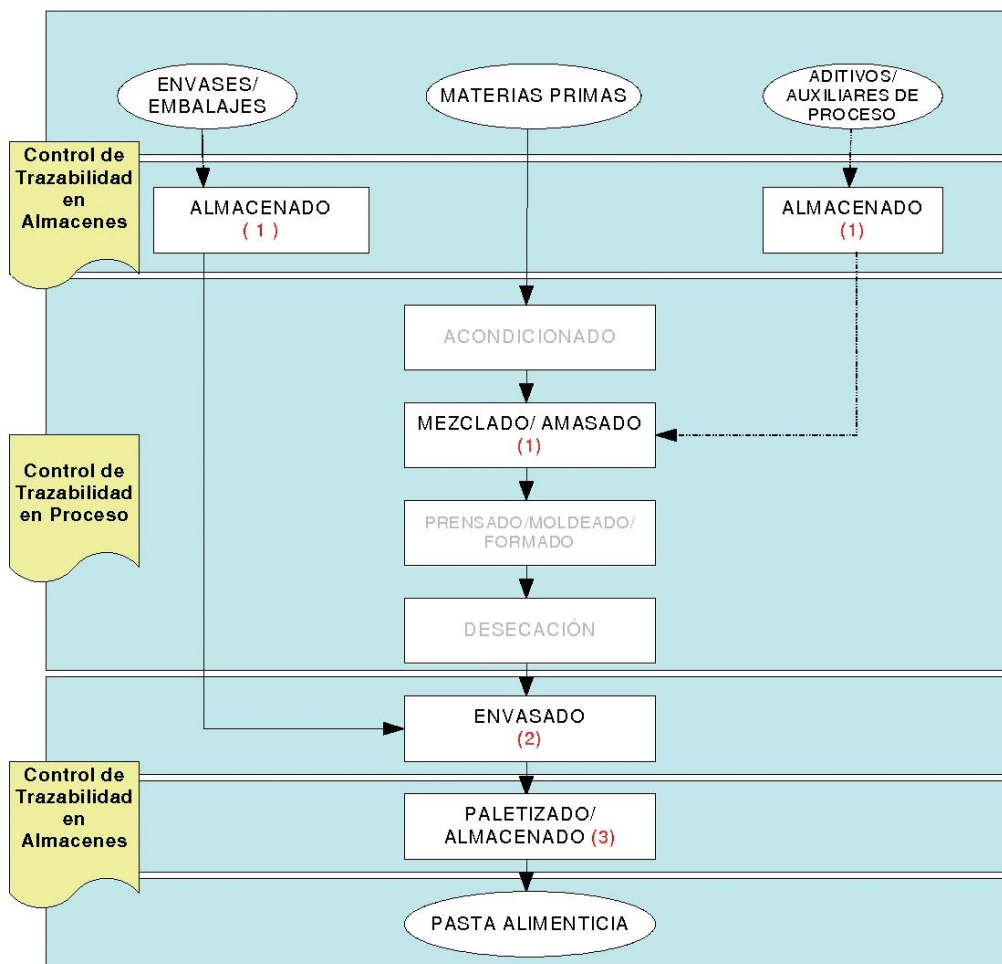 ENVASES/
EMBALAJES
MATERIAS PRIMAS
ADITIVOS/
AUXILIARES DE
PROCESO
Control de
Trazabilidad
en
Almacenes
ALMACENADO
( 1 )
ALMACENADO
(1)
ACONDICIONADO
MEZCLADO/ AMASADO
(1)
Control de
Trazabilidad
en Proceso
PRENSADO/MOLDEADO/
FORMADO
DESECACIÓN
ENVASADO
(2)
Control de
Trazabilidad
en
Almacenes
PALETIZADO/
ALMACENADO (3)
PASTA ALIMENTICIA